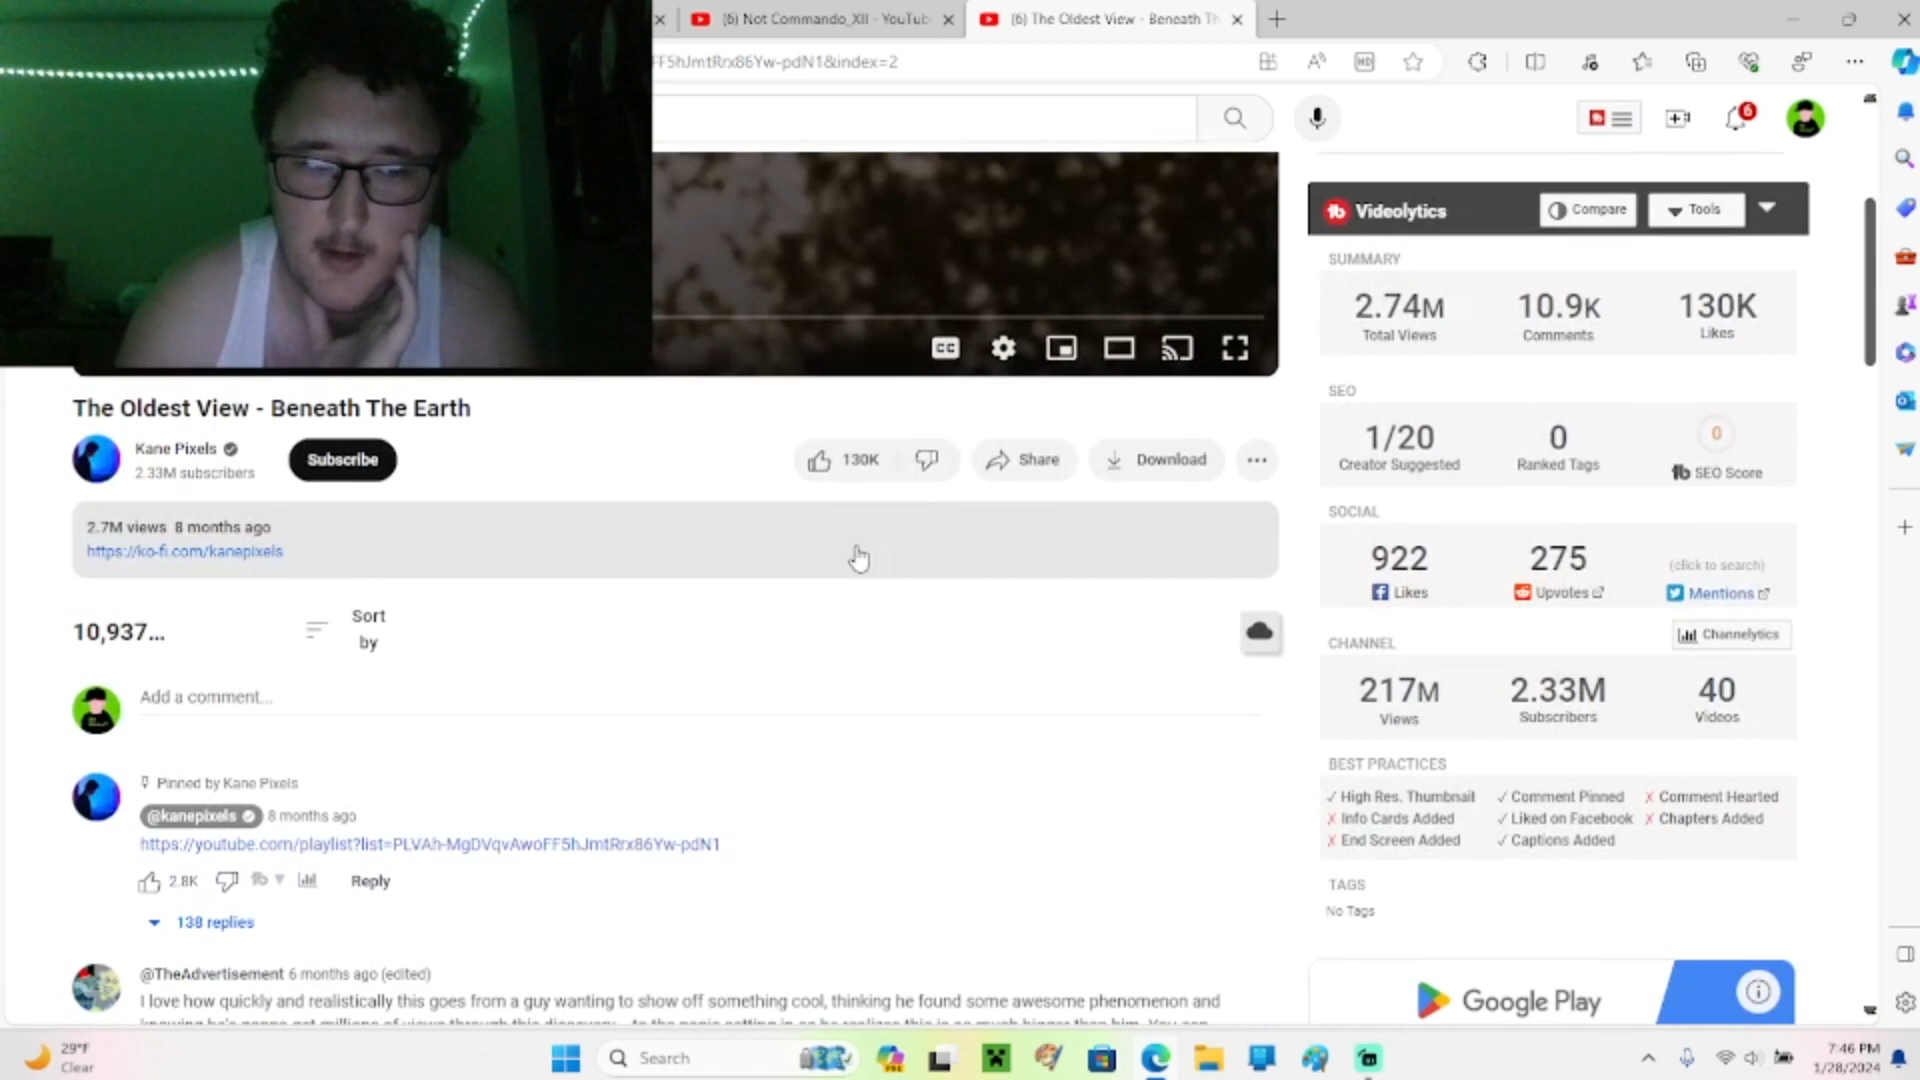 (6) Not Commando_XII - YouTub
(6) The Oldest View - Beneath Th
FF5hJmtRrx86Yw-pdN1&index=2
6
Videolytics
Compare
Tools
SUMMARY
2.74M
10.9K
130K
Total Views
Comments
Likes
SEO
1/20
0
0
Creator Suggested
Ranked Tags
SEO Score
SOCIAL
922
275
(click to search)
Likes
Upvotes
Mentions
CHANNEL
Channelytics
217M
2.33M
40
Views
Subscribers
Videos
BEST PRACTICES
High Res. Thumbnail
Comment Pinned
Comment Hearted
Info Cards Added
Liked on Facebook
Chapters Added
End Screen Added
Captions Added
TAGS
No Tags
Google Play
CC
The Oldest View - Beneath The Earth
Kane Pixels
2.33M subscribers
Subscribe
130K
Share
Download
2.7M views 8 months ago
https://ko-fi.com/kanepixels
10,937...
Sort
by
Add a comment...
Pinned by Kane Pixels
@kanepixels 8 months ago
https://youtube.com/playlist?list=PLVAh-MgDVqvAwoFF5hJmtRrx86Yw-pdN1
2.8K
Reply
138 replies
@TheAdvertisement 6 months ago (edited)
I love how quickly and realistically this goes from a guy wanting to show off something cool, thinking he found some awesome phenomenon and
29°F
Clear
Search
7:46 PM
1/28/2024